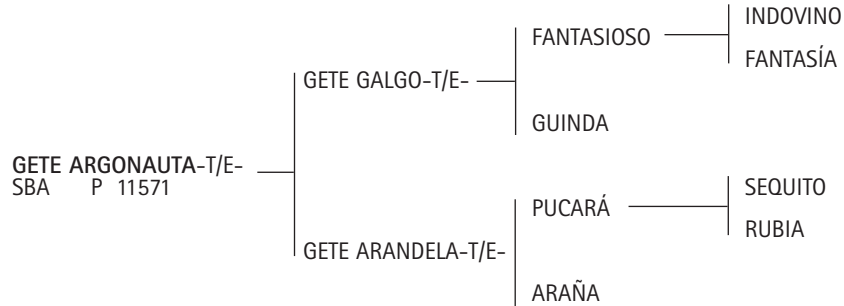 INDOVINO
FANTASIOSO
FANTASÍA
GETE GALGO-T/E-
GUINDA
GETE ARGONAUTA-T/E-
SBA P 11571
SEQUITO
PUCARÁ
RUBIA
GETE ARANDELA-T/E-
ARAÑA